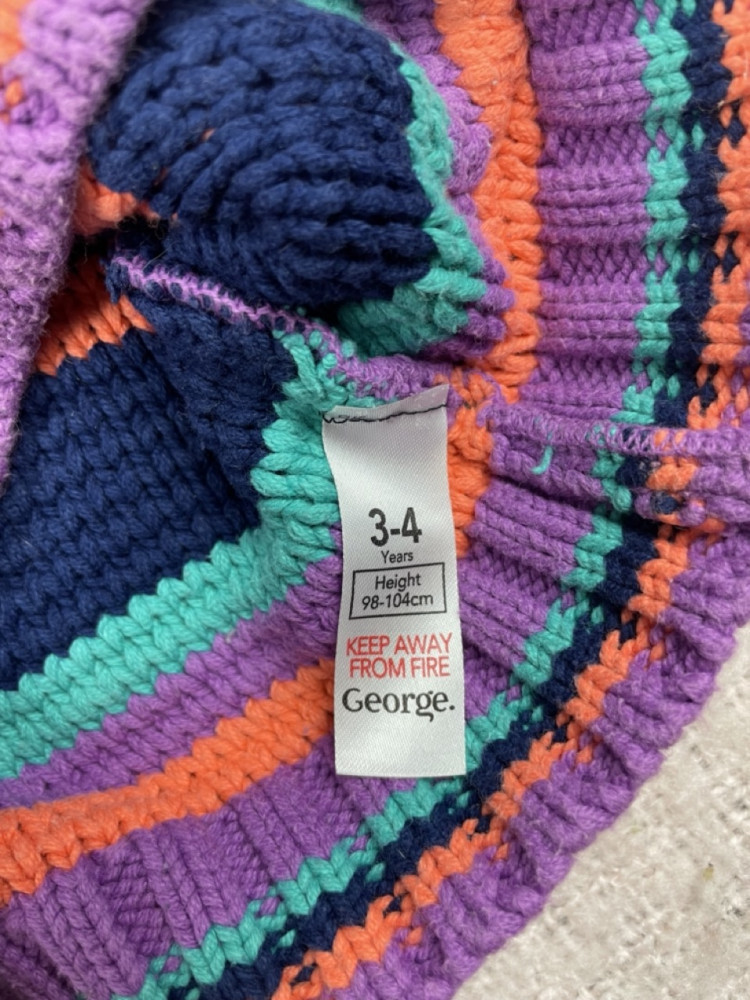 3-4
Years
Height
98-104cm
KEEP AWAY
FROM FIRE
George.